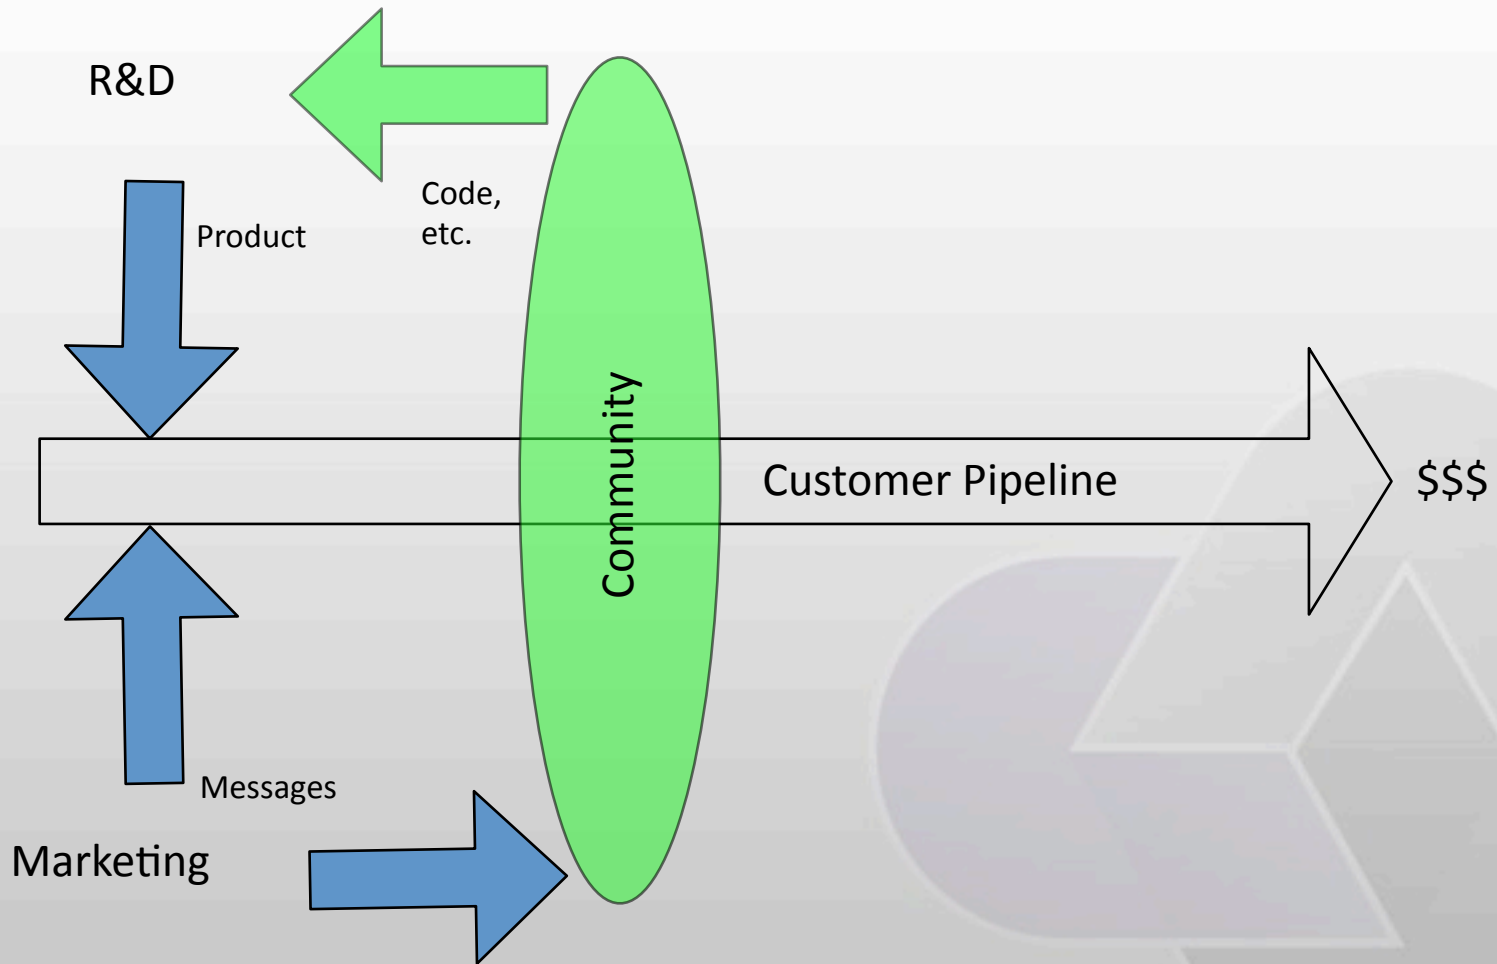 R&D
Code,
etc.
Product
Community
Customer Pipeline
$$$
Messages
Marketing